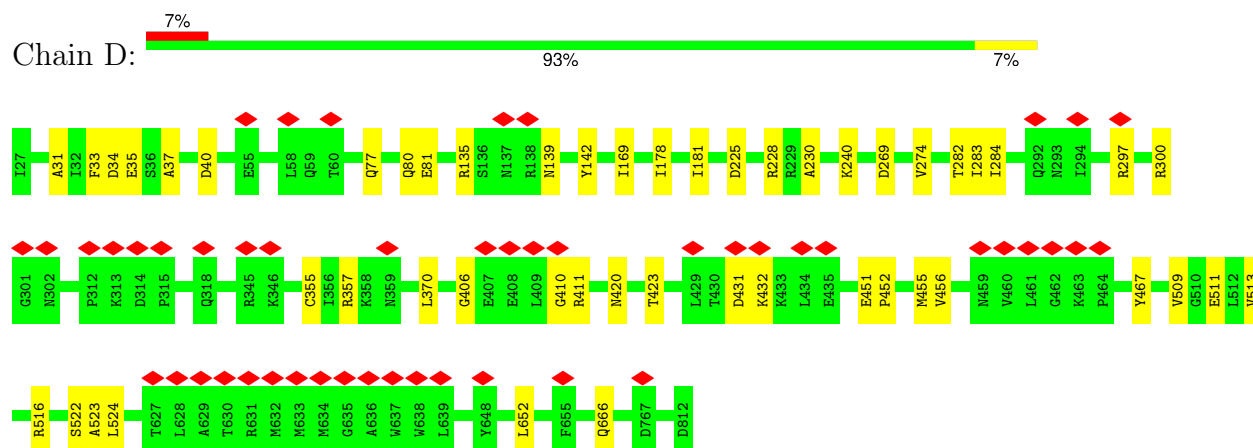 7%
Chain D:
93% 7%
I27 A31 I32 F33 D34 E35 S36 A37 D40 E55 L58 Q59 T60 Q77 Q80 E81 R135 S136 N137 R138 N139 Y142 I169 I178 I181 D225 R228 R229 A230 K240 D269 V274 T282 I283 I284 Q292 N293 I294 R297 R300
G301 N302 P312 K313 D314 P315 Q318 R345 K346 C355 I356 R357 K358 N359 L370 G406 E407 E408 L409 G410 R411 N420 T423 L429 T430 D431 K432 K433 L434 E435 E451 P452 M455 V456 N459 V460 L461 G462 K463 P464 Y467 V509 G510 E511 L512 V513
R516 S522 A523 L524 T627 L628 A629 T630 R631 M632 M633 M634 G635 A636 W637 W638 L639 Y648 L652 F655 Q666 D767 D812